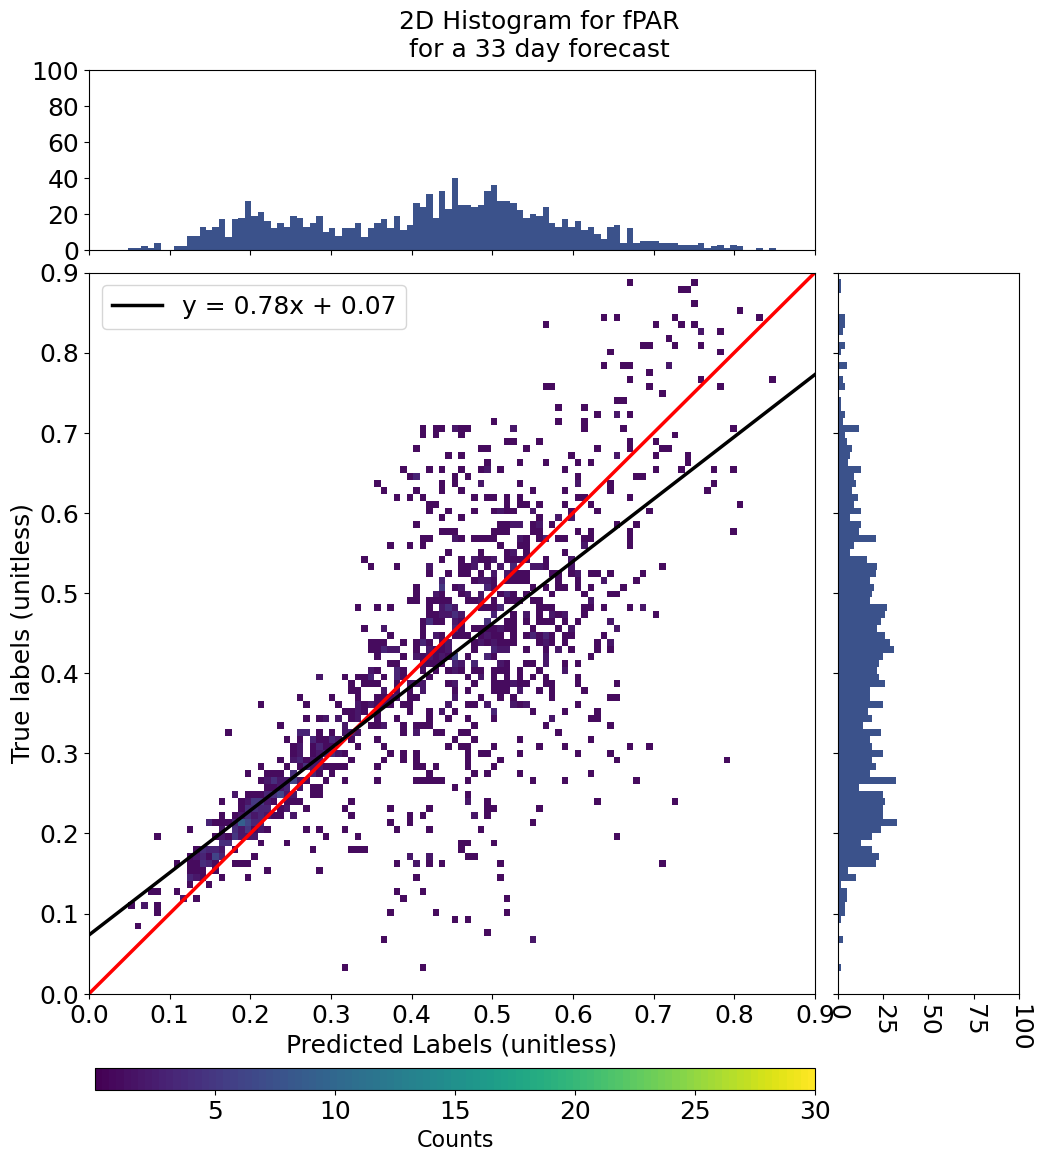 2D Histogram for fPAR
for a 33 day forecast
100
80
60
40
20
0
0.9
0.8
0.7
0.6
0.5
0.4
0.3
0.2
0.1
0.0
True labels (unitless)
y = 0.78x + 0.07
0.0 0.1 0.2 0.3 0.4 0.5 0.6 0.7 0.8 0.9
Predicted Labels (unitless)
0 25 50 75 100
5 10 15 20 25 30
Counts